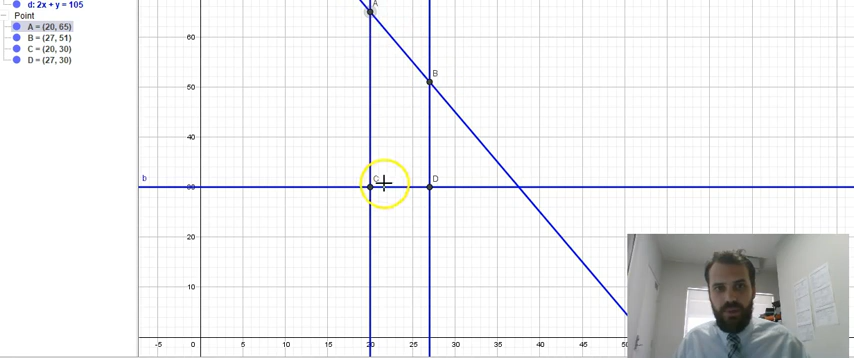 d: 2x + y = 105
Point
A = (20, 65)
B = (27, 51)
C = (20, 30)
D = (27, 30)
A
60
B
50
40
b
30
C
D
20
10
-5 0 5 10 15 20 25 30 35 40 45